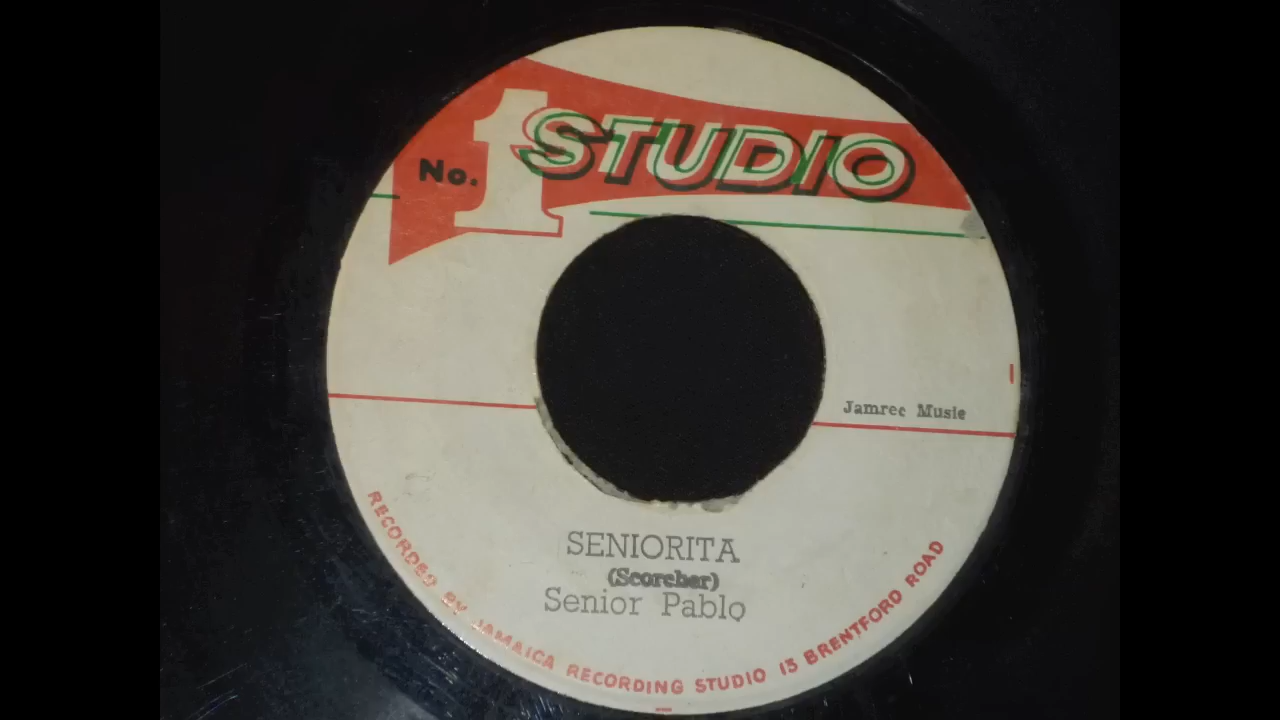 No. 1 STUDIO
Jamrec Music
SENIORITA
(Scorcher)
Senior Pablo
RECORDED BY JAMAICA RECORDING STUDIO 13 BRENTFORD ROAD